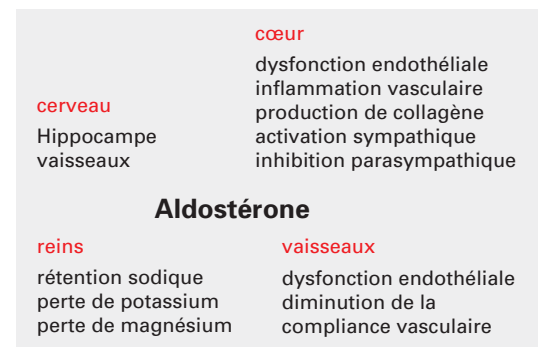 cœur
dysfonction endothéliale
inflammation vasculaire
production de collagène
activation sympathique
inhibition parasympathique
cerveau
Hippocampe
vaisseaux
Aldostérone
reins
rétention sodique
perte de potassium
perte de magnésium
vaisseaux
dysfonction endothéliale
diminution de la
compliance vasculaire